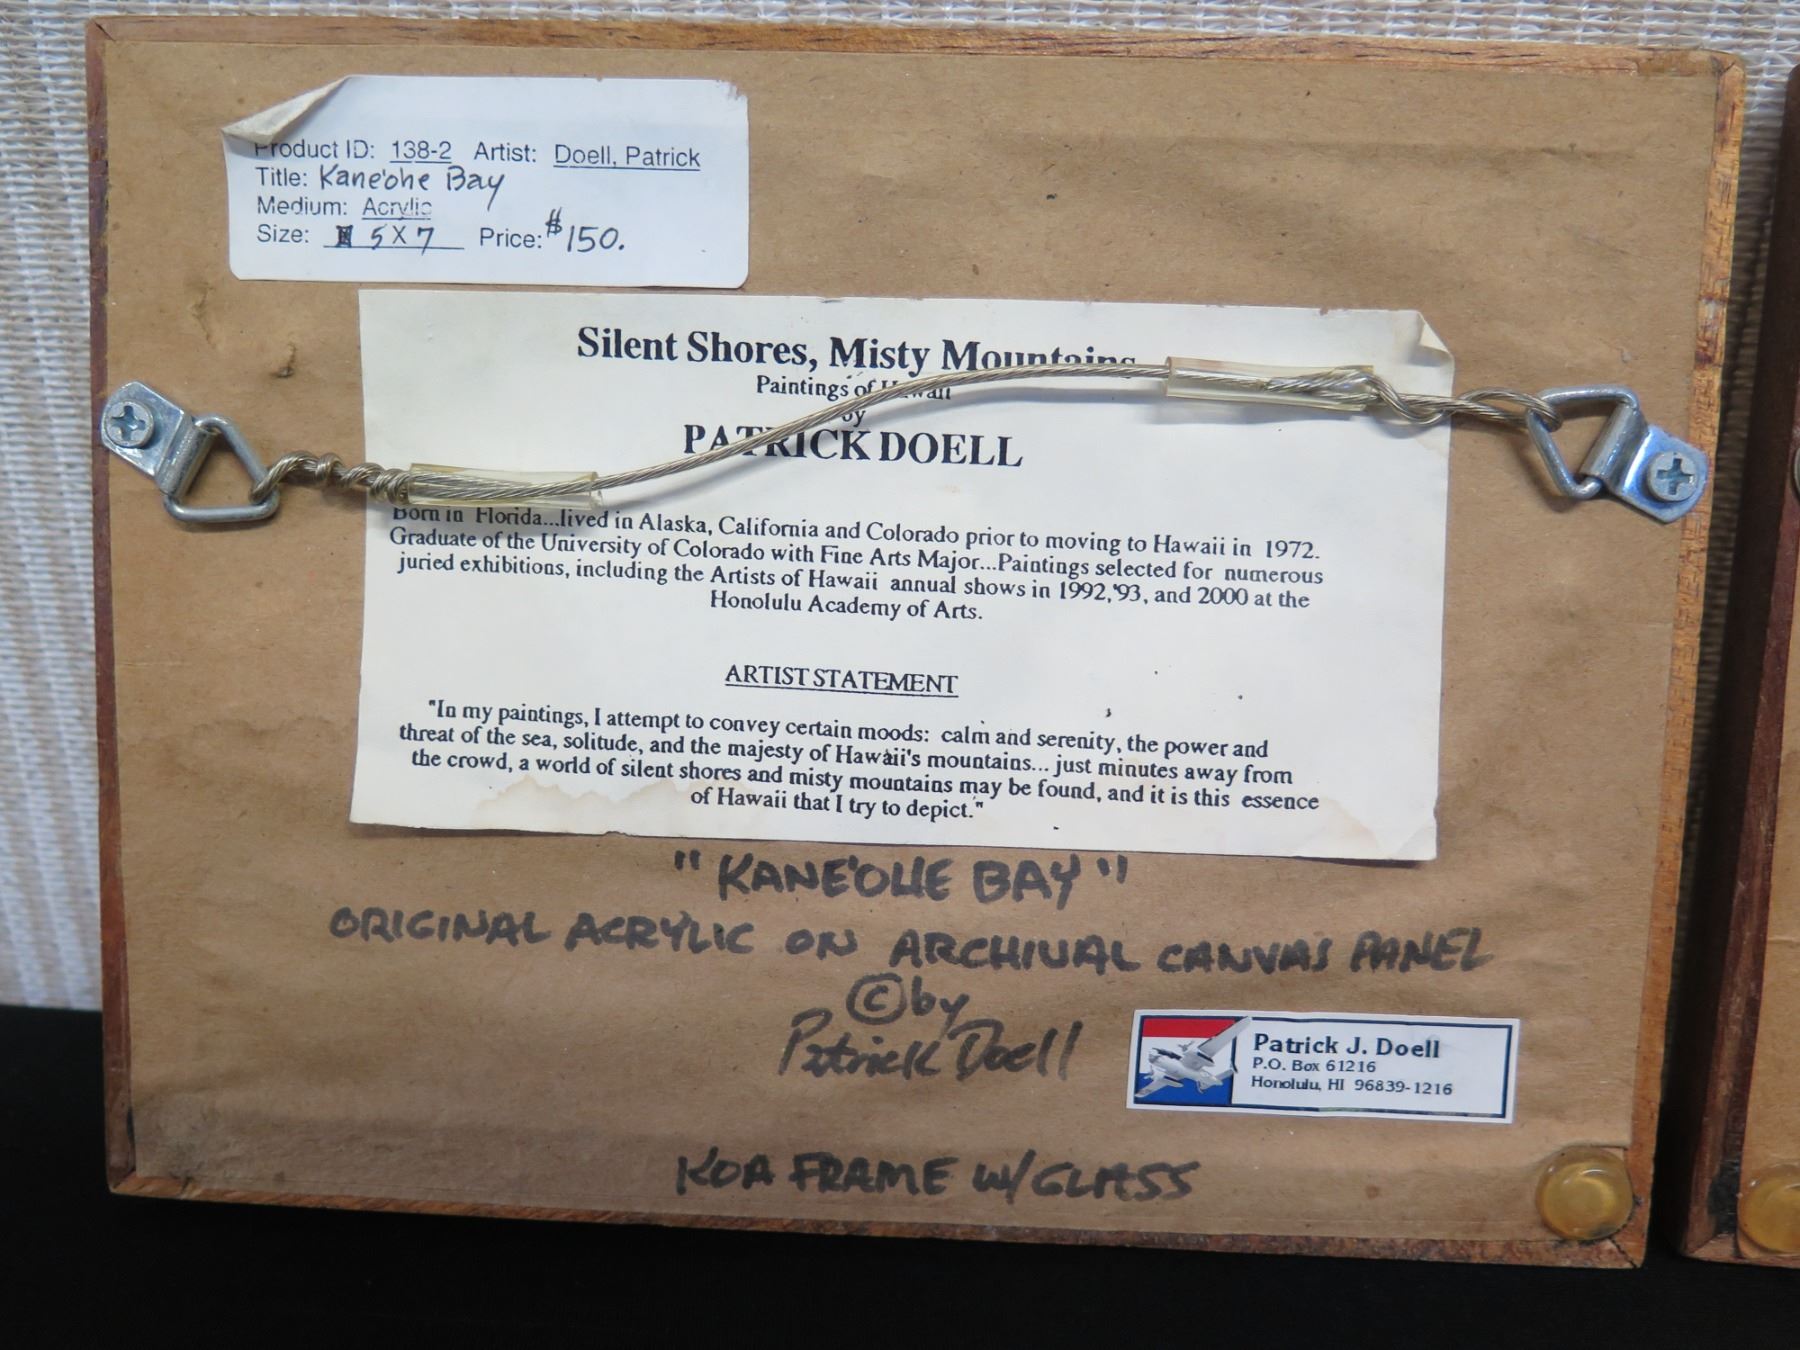 Product ID: 138-2 Artist: Doell, Patrick
Title: Kane'ohe Bay
Medium: Acrylic
Size: 5 X 7 Price: $150.
Silent Shores, Misty Mountains
Paintings of Hawaii
by
PATRICK DOELL
Born in Florida...lived in Alaska, California and Colorado prior to moving to Hawaii in 1972.
Graduate of the University of Colorado with Fine Arts Major...Paintings selected for numerous
juried exhibitions, including the Artists of Hawaii annual shows in 1992,'93, and 2000 at the
Honolulu Academy of Arts.
ARTIST STATEMENT
"In my paintings, I attempt to convey certain moods: calm and serenity, the power and
threat of the sea, solitude, and the majesty of Hawaii's mountains... just minutes away from
the crowd, a world of silent shores and misty mountains may be found, and it is this essence
of Hawaii that I try to depict."
"KANE'OHE BAY"
ORIGINAL ACRYLIC ON ARCHIVAL CANVAS PANEL
© by
Patrick Doell
Patrick J. Doell
P.O. Box 61216
Honolulu, HI 96839-1216
KOA FRAME W/GLASS